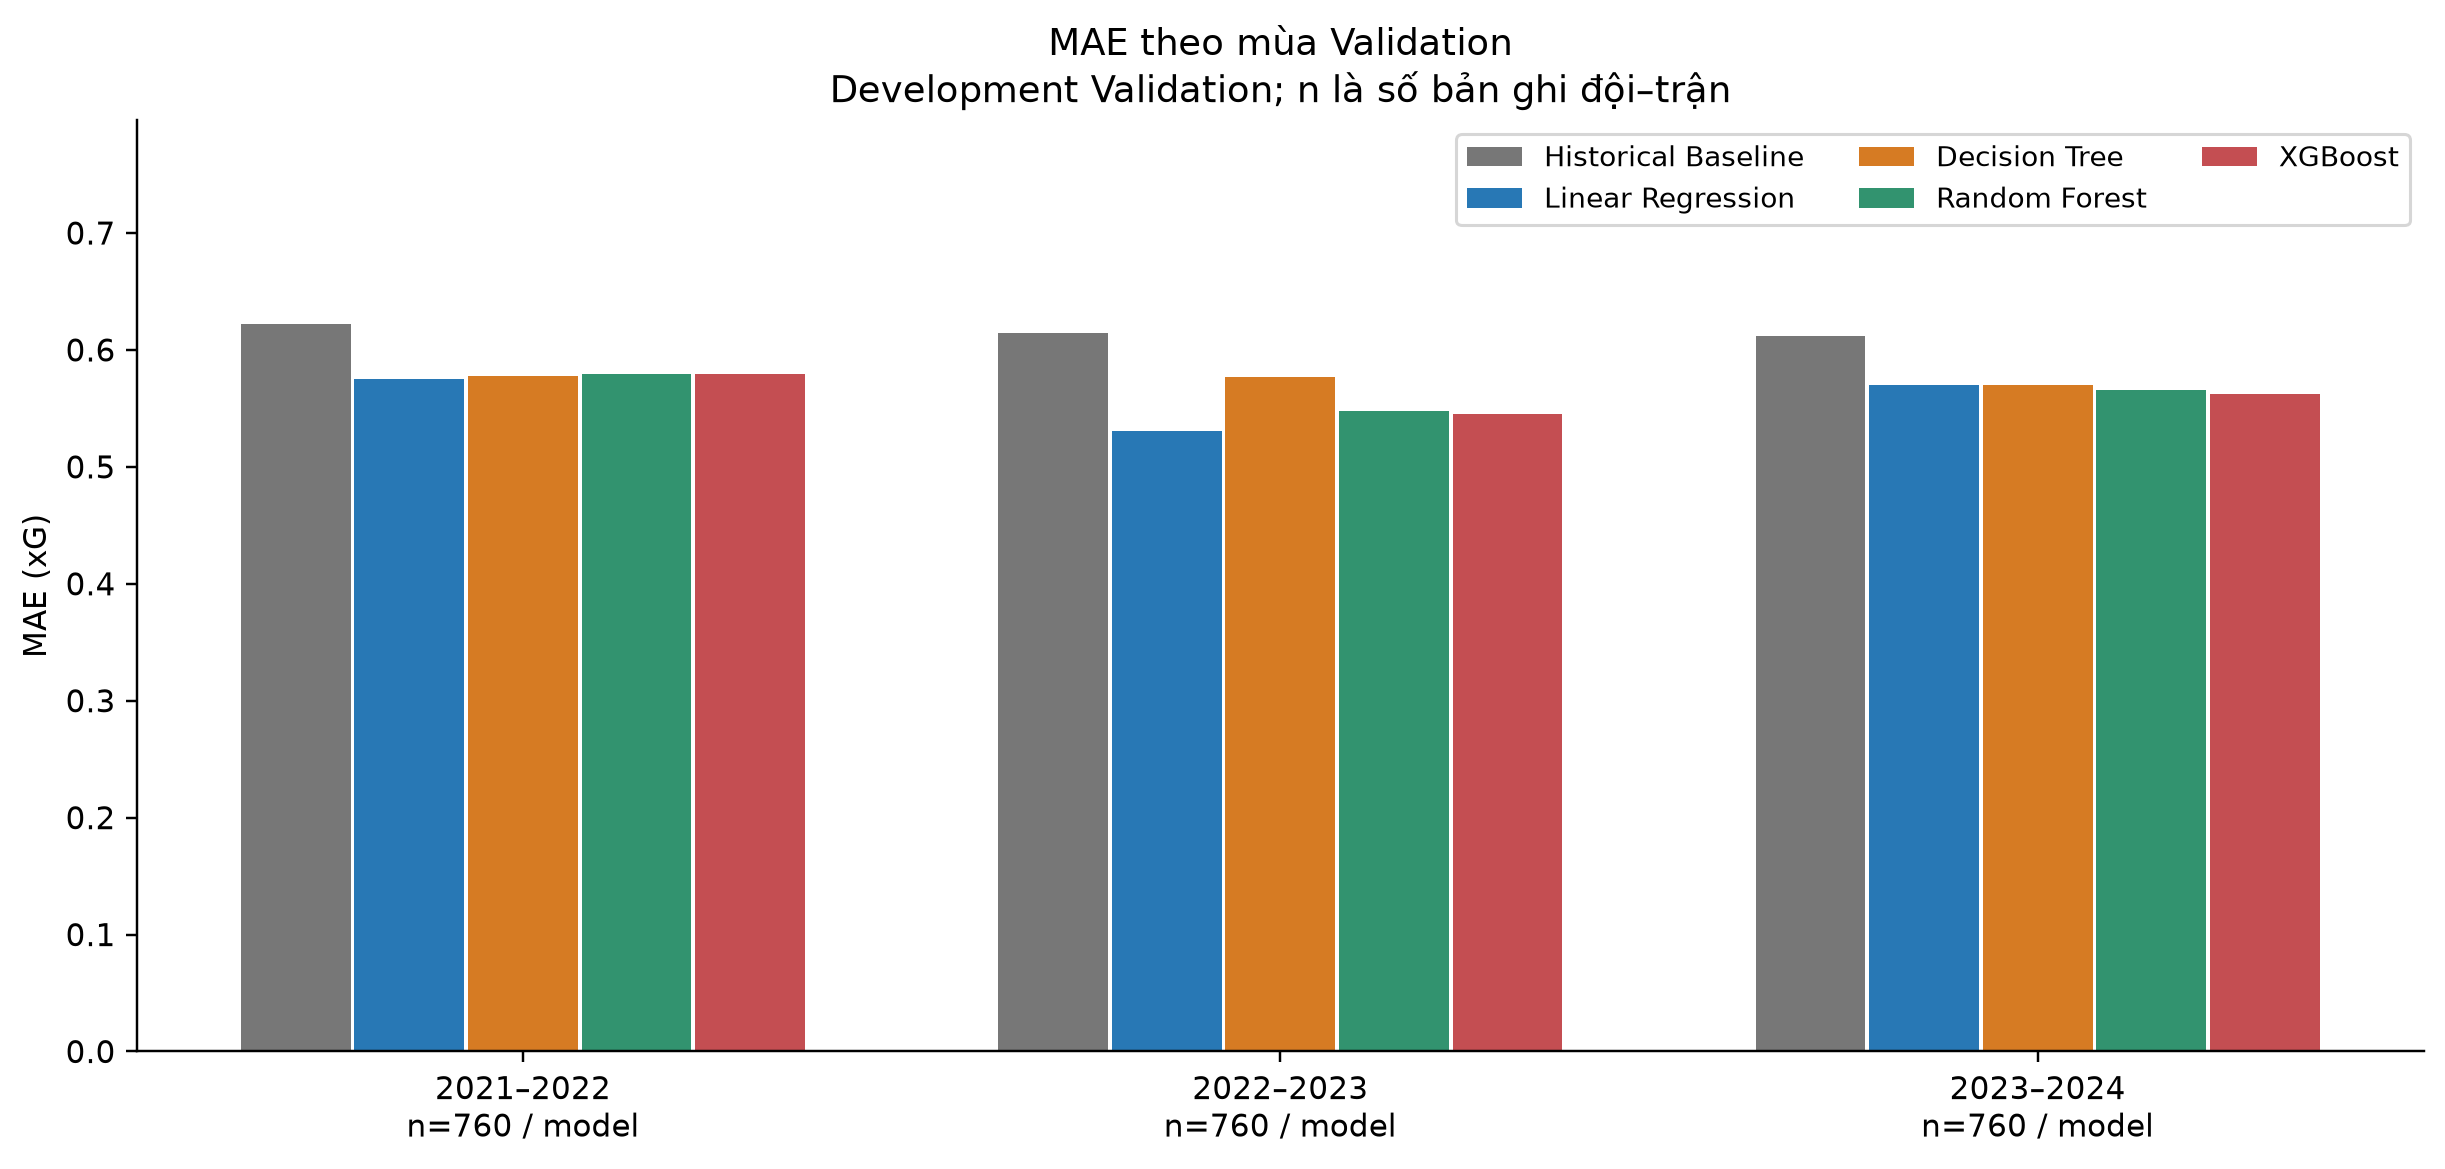 MAE theo mùa Validation
Development Validation; n là số bản ghi đội–trận
Historical Baseline
Linear Regression
Decision Tree
Random Forest
XGBoost
MAE (xG)
0.7
0.6
0.5
0.4
0.3
0.2
0.1
0.0
2021–2022
n=760 / model
2022–2023
n=760 / model
2023–2024
n=760 / model